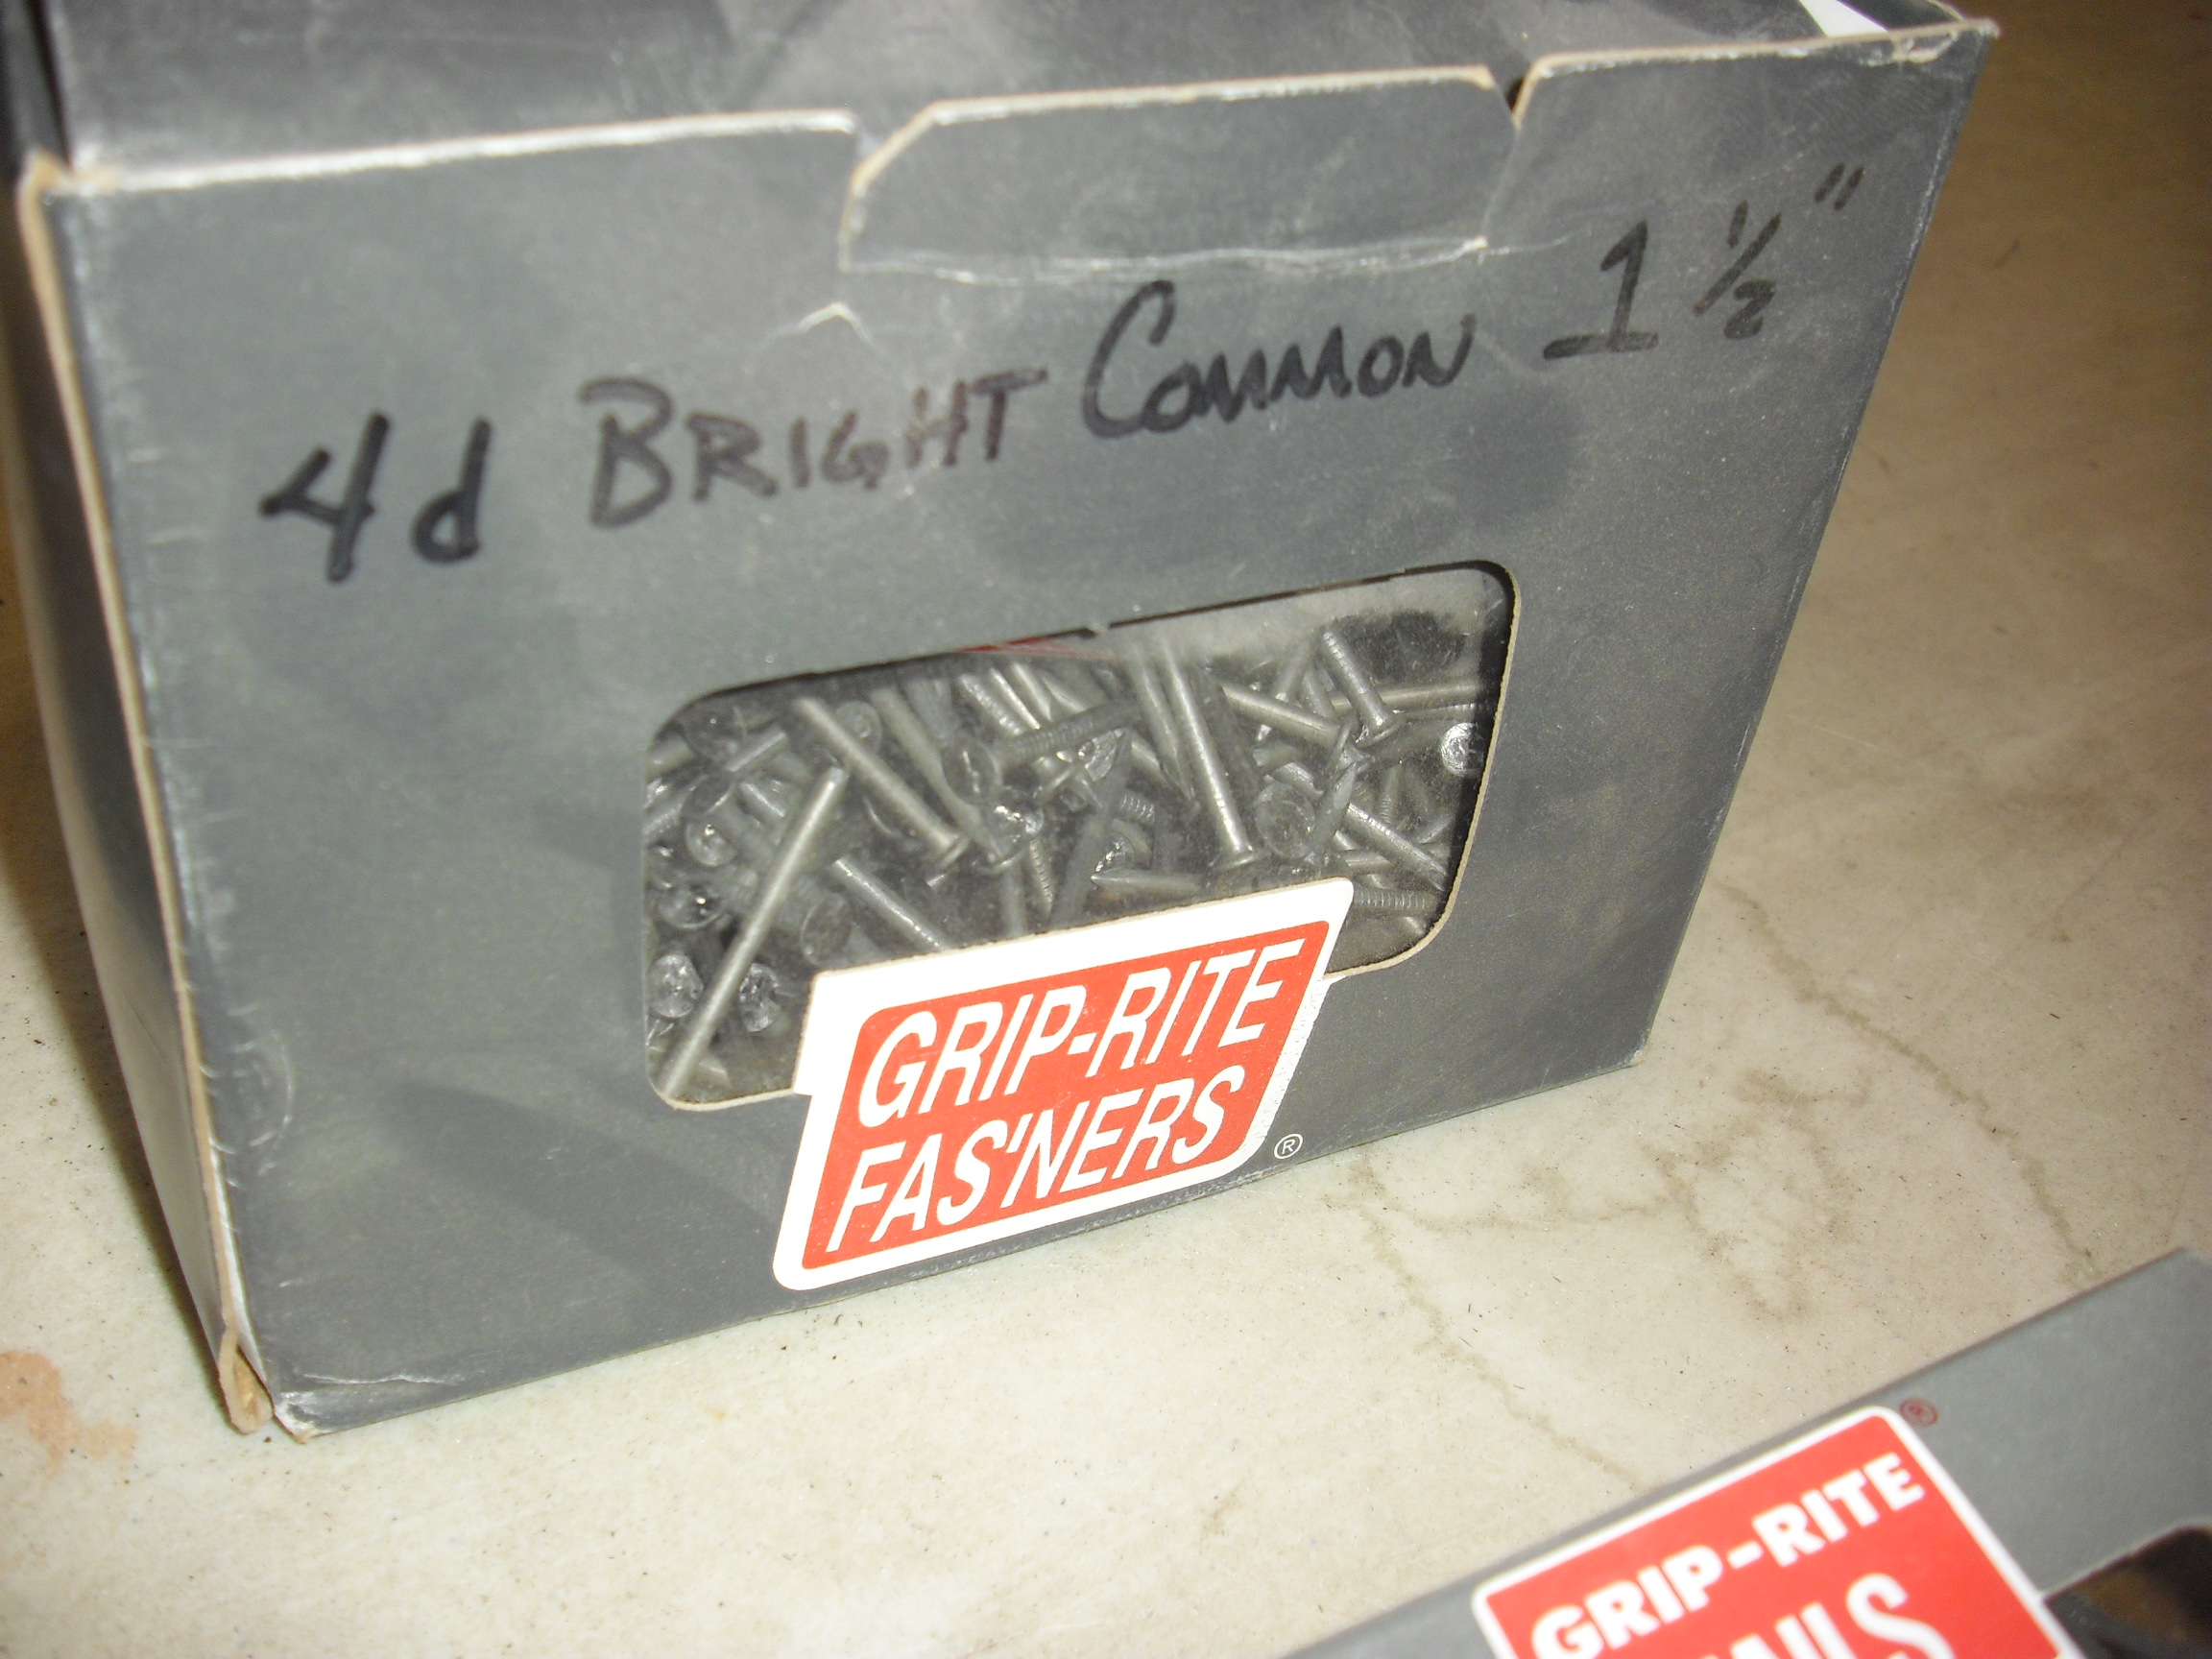 4d BRIGHT Common 1 ½"
GRIP-RITE
FAS'NERS
®
®
GRIP-RITE